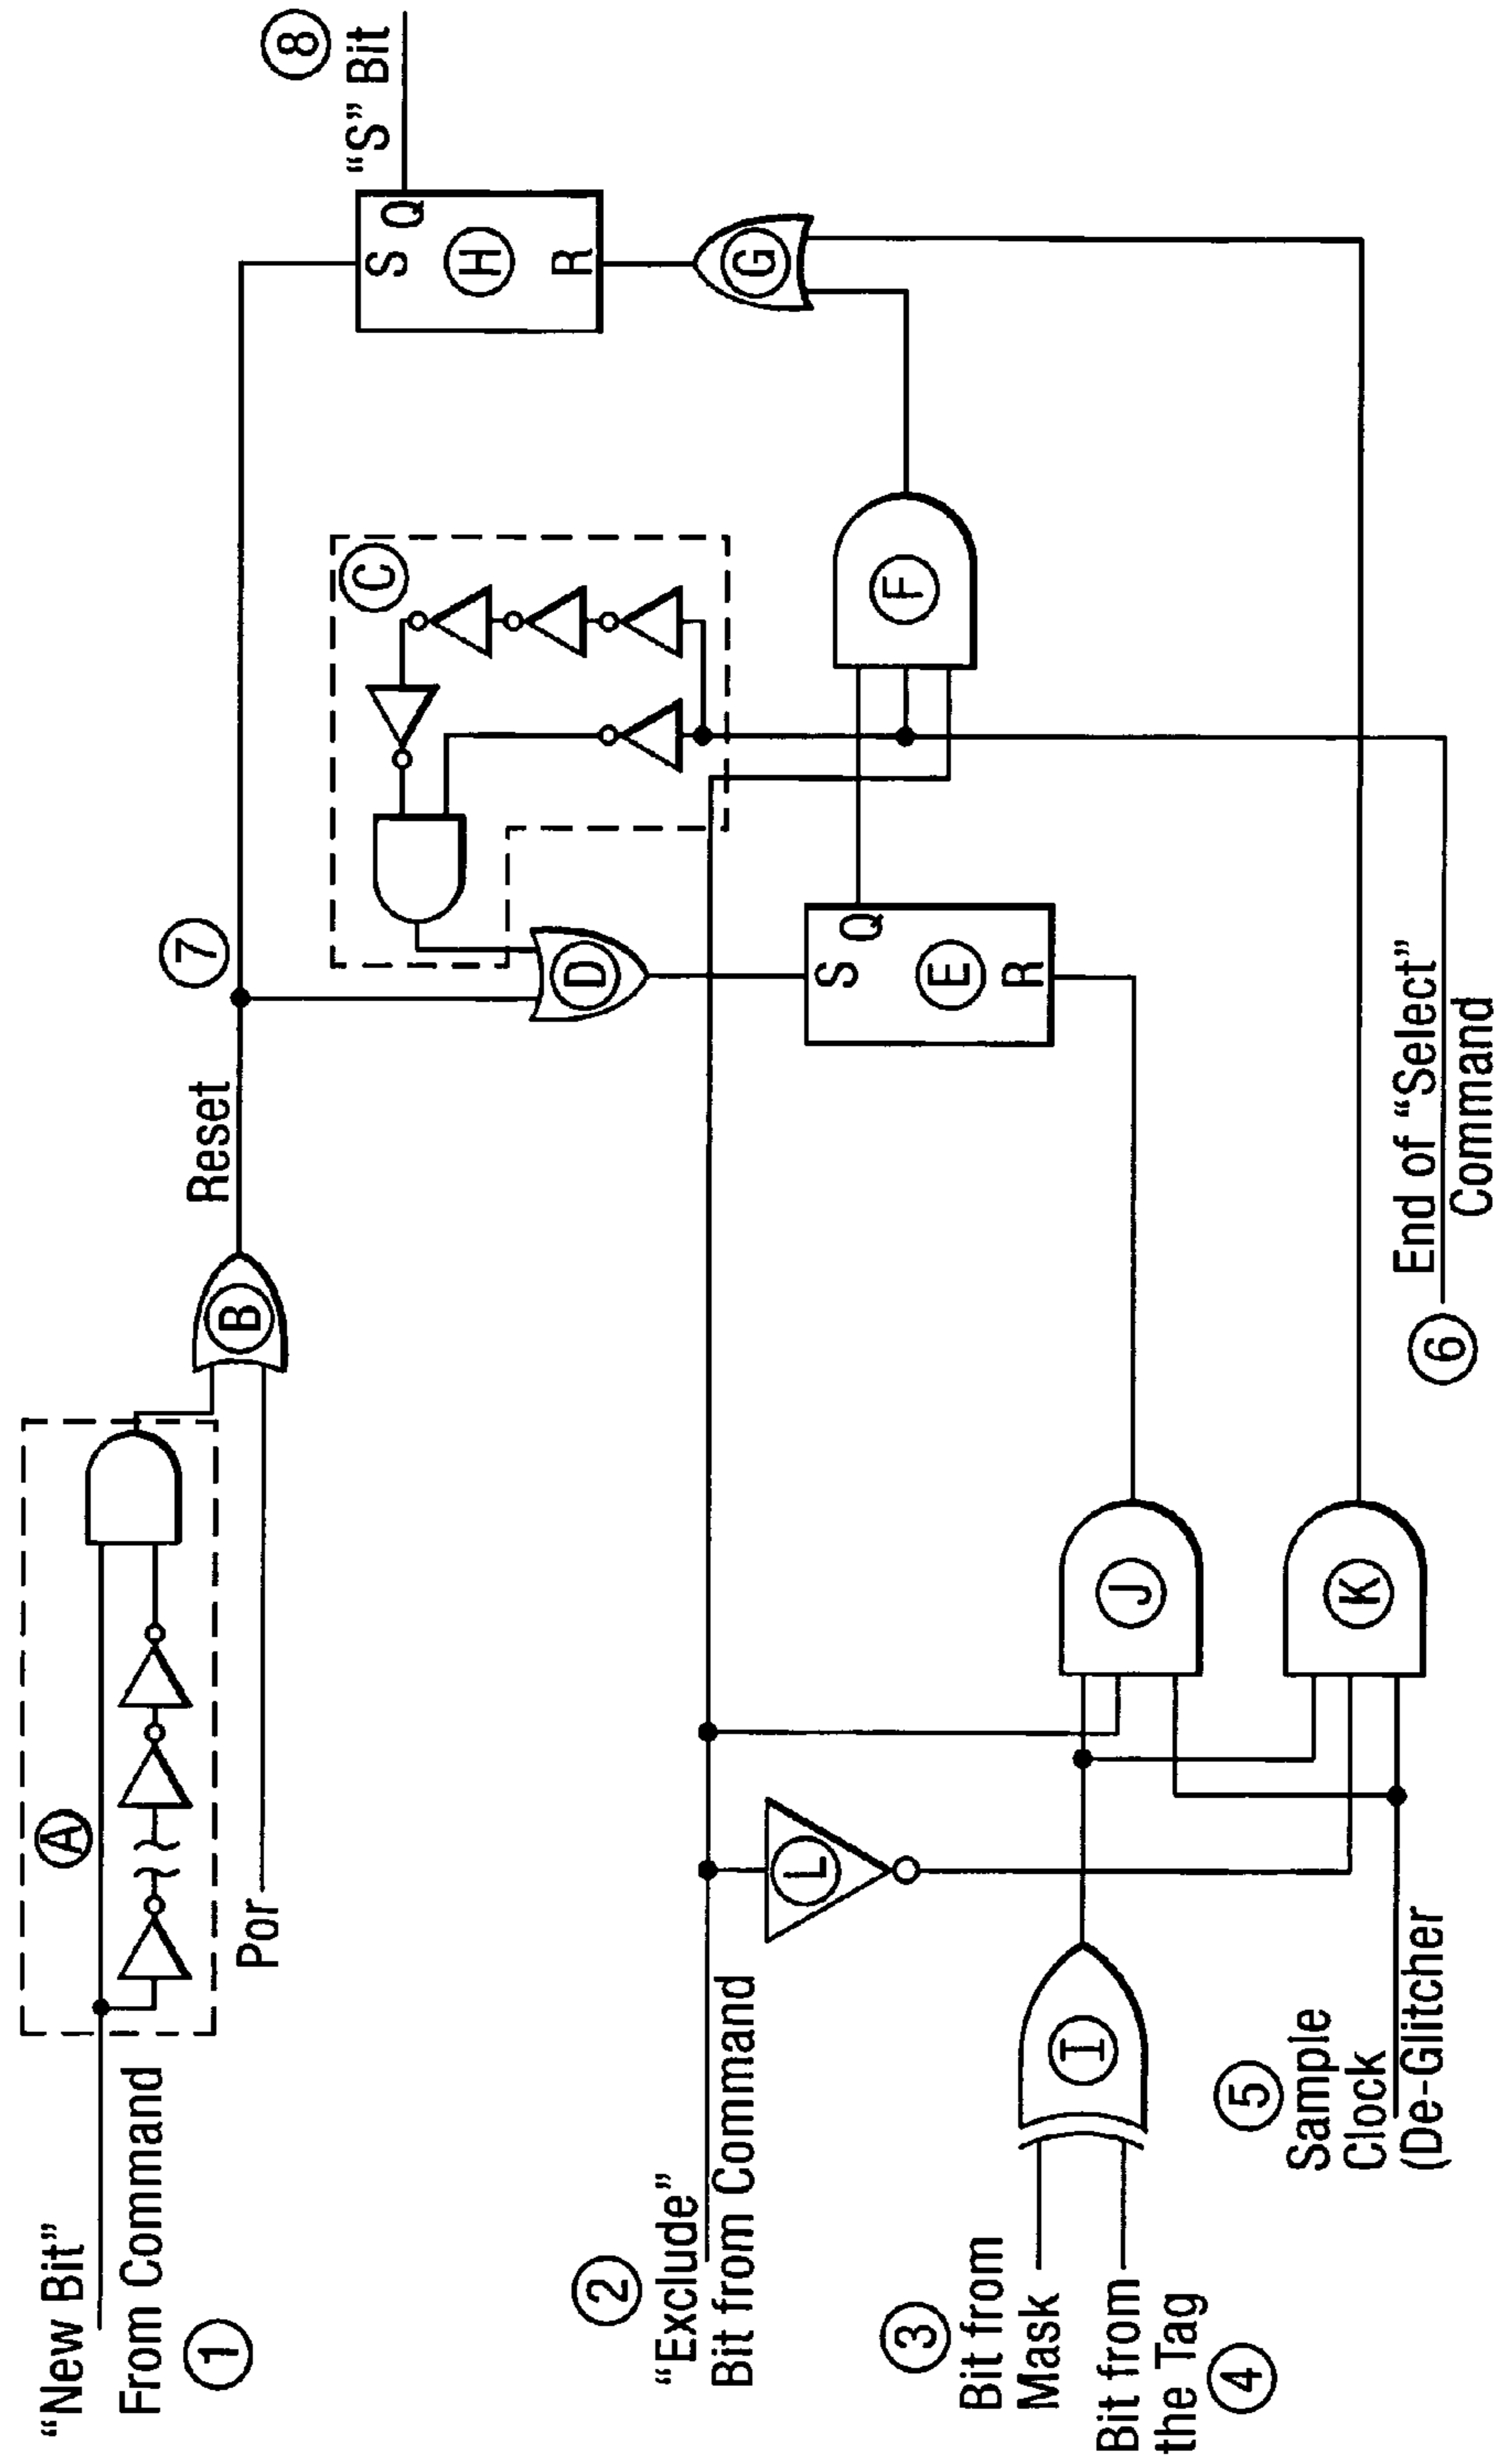 “New Bit”
From Command
1
A
Por
B
Reset
7
C
D
S
Q
E
R
F
G
S
Q
H
R
8
“S” Bit
2
“Exclude”
Bit from Command
L
3
Bit from
Mask
Bit from
the Tag
4
I
J
K
5
Sample
Clock
(De-Glitcher
6
End of “Select”
Command